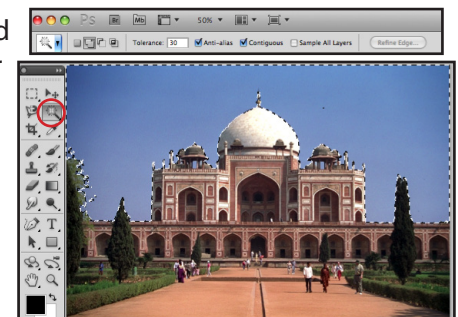 d
Ps Br Mb 50%
Tolerance: 30 Anti-alias Contiguous Sample All Layers Refine Edge...
T